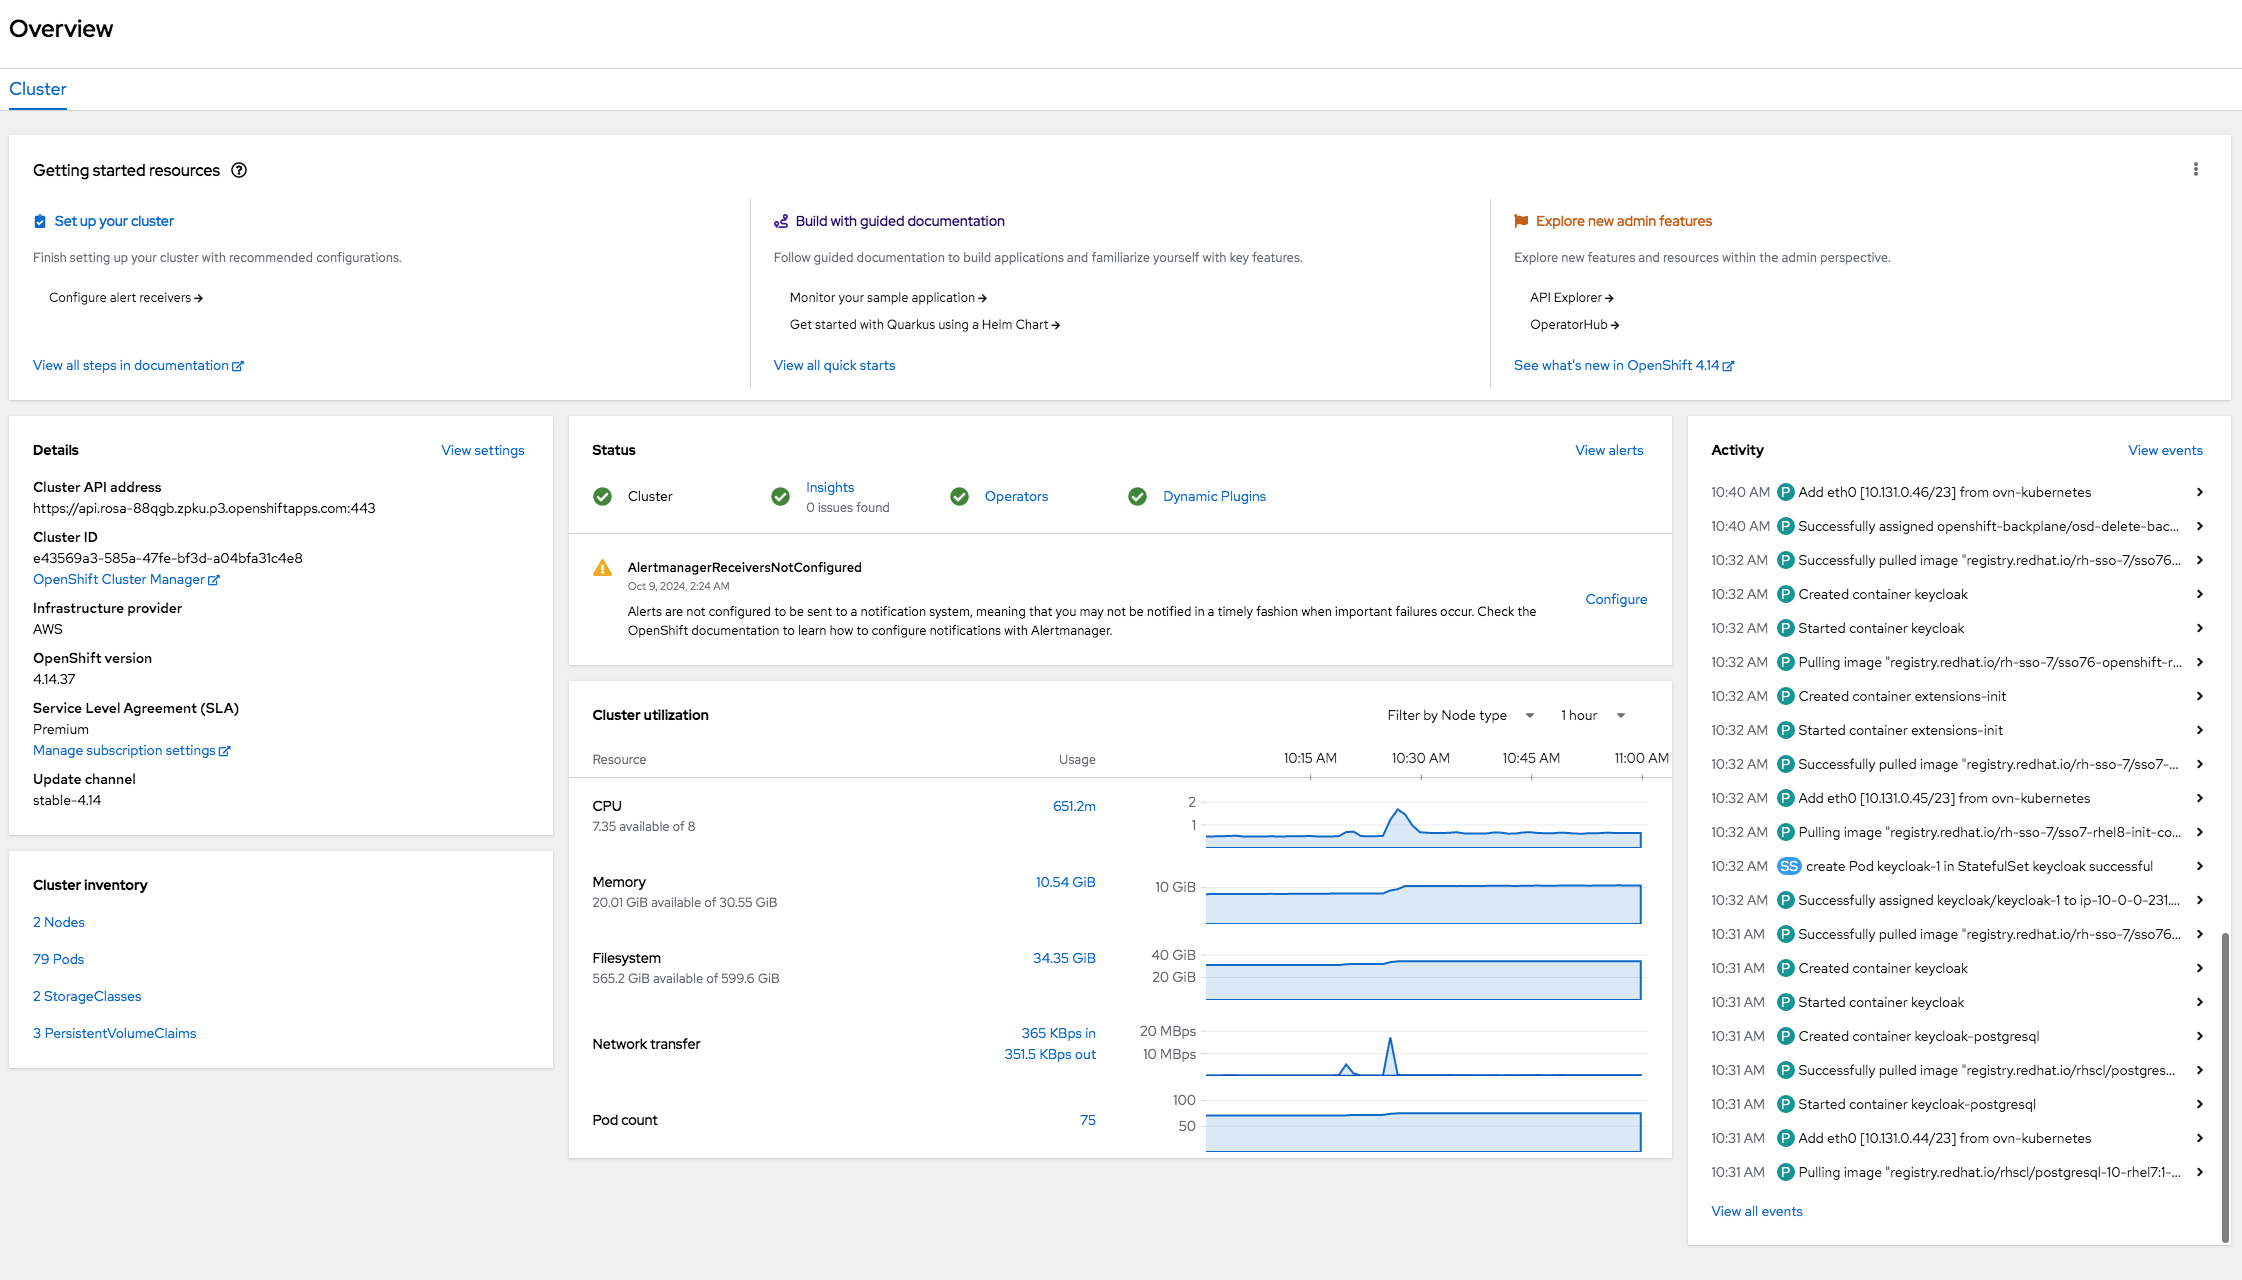 Overview
Cluster
Getting started resources
Set up your cluster
Finish setting up your cluster with recommended configurations.
Configure alert receivers
View all steps in documentation
Build with guided documentation
Follow guided documentation to build applications and familiarize yourself with key features.
Monitor your sample application
Get started with Quarkus using a Helm Chart
View all quick starts
Explore new admin features
Explore new features and resources within the admin perspective.
API Explorer
OperatorHub
See what's new in OpenShift 4.14
Details
View settings
Cluster API address
https://api.rosa-88qgb.zpku.p3.openshiftapps.com:443
Cluster ID
e43569a3-585a-47fe-bf3d-a04bfa31c4e8
OpenShift Cluster Manager
Infrastructure provider
AWS
OpenShift version
4.14.37
Service Level Agreement (SLA)
Premium
Manage subscription settings
Update channel
stable-4.14
Cluster inventory
2 Nodes
79 Pods
2 StorageClasses
3 PersistentVolumeClaims
Status
View alerts
Cluster
Insights
0 issues found
Operators
Dynamic Plugins
AlertmanagerReceiversNotConfigured
Oct 9, 2024, 2:24 AM
Alerts are not configured to be sent to a notification system, meaning that you may not be notified in a timely fashion when important failures occur. Check the
OpenShift documentation to learn how to configure notifications with Alertmanager.
Configure
Cluster utilization
Filter by Node type
1 hour
Resource
Usage
10:15 AM
10:30 AM
10:45 AM
11:00 AM
CPU
7.35 available of 8
651.2m
2
1
Memory
20.01 GiB available of 30.55 GiB
10.54 GiB
10 GiB
Filesystem
565.2 GiB available of 599.6 GiB
34.35 GiB
40 GiB
20 GiB
Network transfer
365 KBps in
351.5 KBps out
20 MBps
10 MBps
Pod count
75
100
50
Activity
View events
10:40 AM P Add eth0 [10.131.0.46/23] from ovn-kubernetes
10:40 AM P Successfully assigned openshift-backplane/osd-delete-bac...
10:32 AM P Successfully pulled image "registry.redhat.io/rh-sso-7/sso76...
10:32 AM P Created container keycloak
10:32 AM P Started container keycloak
10:32 AM P Pulling image "registry.redhat.io/rh-sso-7/sso76-openshift-r...
10:32 AM P Created container extensions-init
10:32 AM P Started container extensions-init
10:32 AM P Successfully pulled image "registry.redhat.io/rh-sso-7/sso7-...
10:32 AM P Add eth0 [10.131.0.45/23] from ovn-kubernetes
10:32 AM P Pulling image "registry.redhat.io/rh-sso-7/sso7-rhel8-init-co...
10:32 AM SS create Pod keycloak-1 in StatefulSet keycloak successful
10:32 AM P Successfully assigned keycloak/keycloak-1 to ip-10-0-0-231....
10:31 AM P Successfully pulled image "registry.redhat.io/rh-sso-7/sso76...
10:31 AM P Created container keycloak
10:31 AM P Started container keycloak
10:31 AM P Created container keycloak-postgresql
10:31 AM P Successfully pulled image "registry.redhat.io/rhscl/postgres...
10:31 AM P Started container keycloak-postgresql
10:31 AM P Add eth0 [10.131.0.44/23] from ovn-kubernetes
10:31 AM P Pulling image "registry.redhat.io/rhscl/postgresql-10-rhel7:1-...
View all events